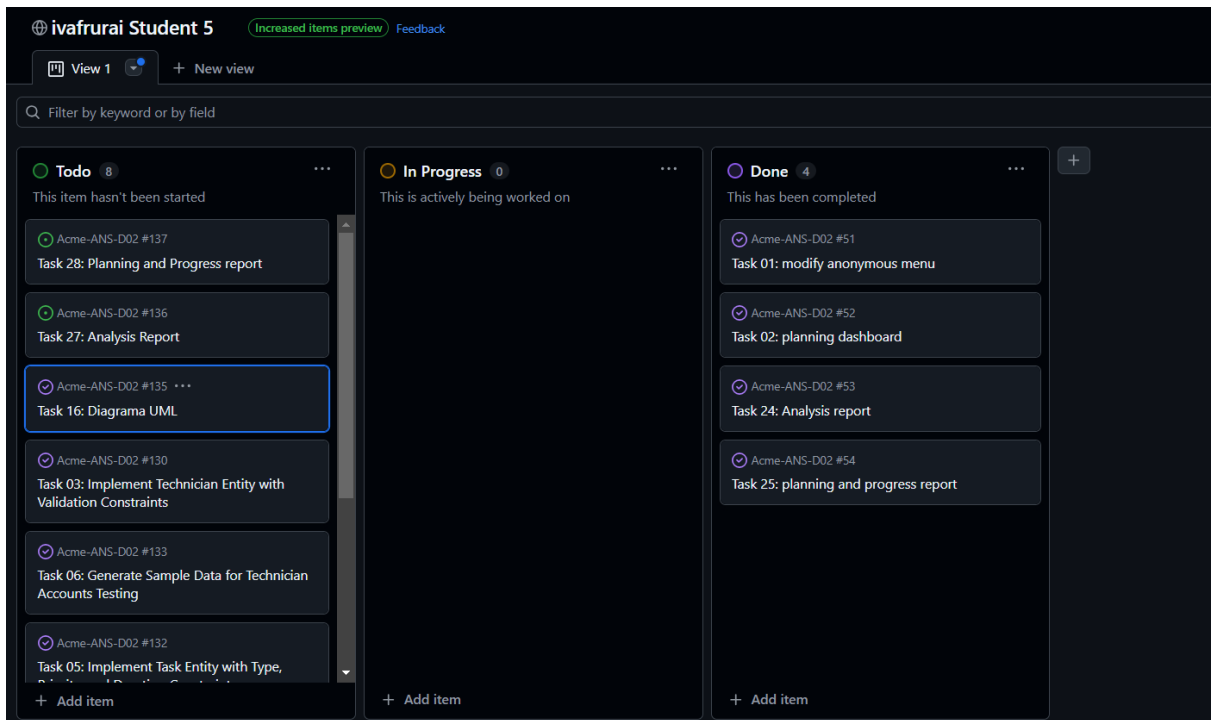 ivafrurai Student 5
Increased items preview
Feedback
View 1
New view
Filter by keyword or by field
Todo 8
This item hasn't been started
Acme-ANS-D02 #137
Task 28: Planning and Progress report
Acme-ANS-D02 #136
Task 27: Analysis Report
Acme-ANS-D02 #135
Task 16: Diagrama UML
Acme-ANS-D02 #130
Task 03: Implement Technician Entity with
Validation Constraints
Acme-ANS-D02 #133
Task 06: Generate Sample Data for Technician
Accounts Testing
Acme-ANS-D02 #132
Task 05: Implement Task Entity with Type,
Add item
In Progress 0
This is actively being worked on
Add item
Done 4
This has been completed
Acme-ANS-D02 #51
Task 01: modify anonymous menu
Acme-ANS-D02 #52
Task 02: planning dashboard
Acme-ANS-D02 #53
Task 24: Analysis report
Acme-ANS-D02 #54
Task 25: planning and progress report
Add item